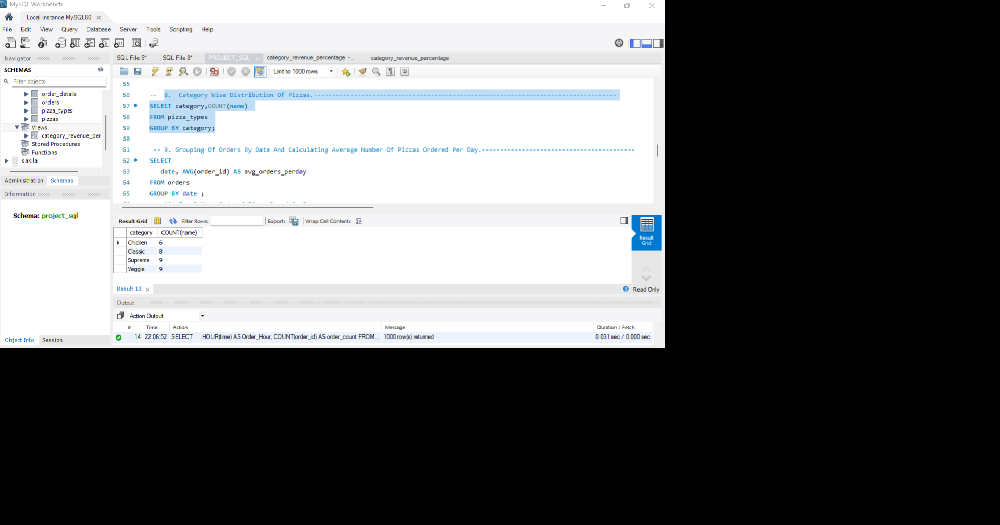 MySQL Workbench
Local instance MySQL80
File Edit View Query Database Server Tools Scripting Help
Navigator
SCHEMAS
Filter objects
order_details
orders
pizza_types
pizzas
Views
category_revenue_per
Stored Procedures
Functions
sakila
Administration Schemas
Information
Schema: project_sql
Object Info Session
SQL File 5* SQL File 8* PROJECT_SQL category_revenue_percentage -... category_revenue_percentage
Limit to 1000 rows
55
56 -- 8. Category Wise Distribution Of Pizzas.-----------------------------------------------------------------------------------
57 SELECT category,COUNT(name)
58 FROM pizza_types
59 GROUP BY category;
60
61 -- 9. Grouping Of Orders By Date And Calculating Average Number Of Pizzas Ordered Per Day.------------------------------------------
62 SELECT
63 date, AVG(order_id) AS avg_orders_perday
64 FROM orders
65 GROUP BY date ;
Result Grid Filter Rows: Export: Wrap Cell Content:
category COUNT(name)
Chicken 6
Classic 8
Supreme 9
Veggie 9
Result Grid
Result 10
Read Only
Output
Action Output
# Time Action Message Duration / Fetch
14 22:06:52 SELECT HOUR(time) AS Order_Hour, COUNT(order_id) AS order_count FROM... 1000 row(s) returned 0.031 sec / 0.000 sec